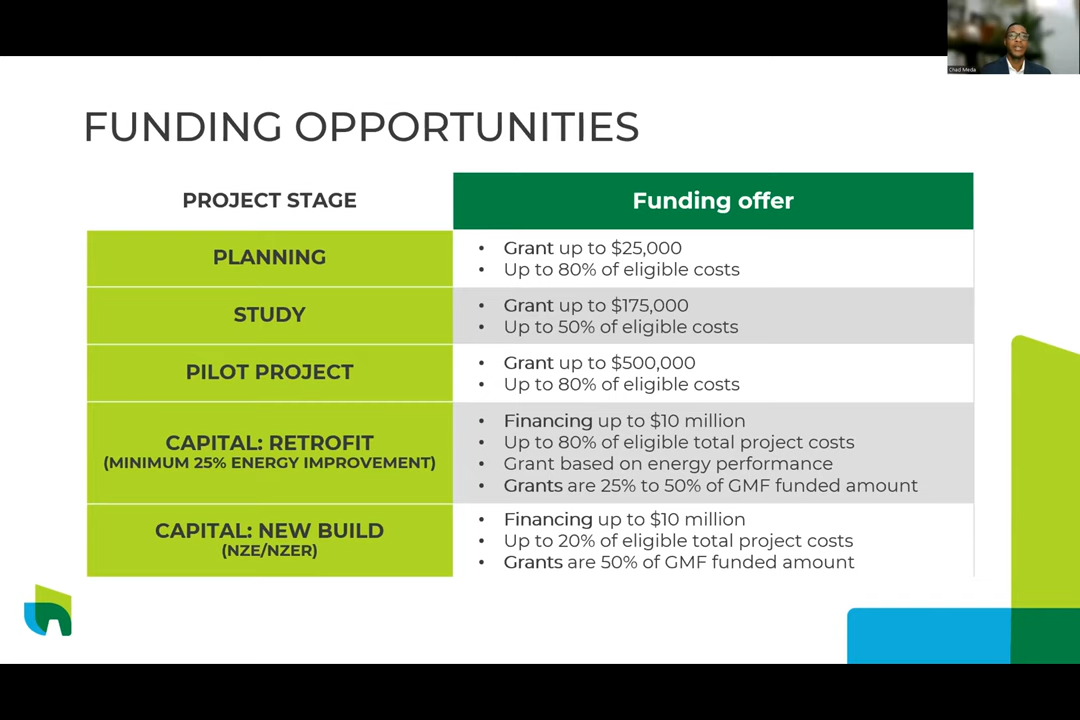 Chad Meda
FUNDING OPPORTUNITIES
PROJECT STAGE
Funding offer
PLANNING
• Grant up to $25,000
• Up to 80% of eligible costs
STUDY
• Grant up to $175,000
• Up to 50% of eligible costs
PILOT PROJECT
• Grant up to $500,000
• Up to 80% of eligible costs
CAPITAL: RETROFIT
(MINIMUM 25% ENERGY IMPROVEMENT)
• Financing up to $10 million
• Up to 80% of eligible total project costs
• Grant based on energy performance
• Grants are 25% to 50% of GMF funded amount
CAPITAL: NEW BUILD
(NZE/NZER)
• Financing up to $10 million
• Up to 20% of eligible total project costs
• Grants are 50% of GMF funded amount